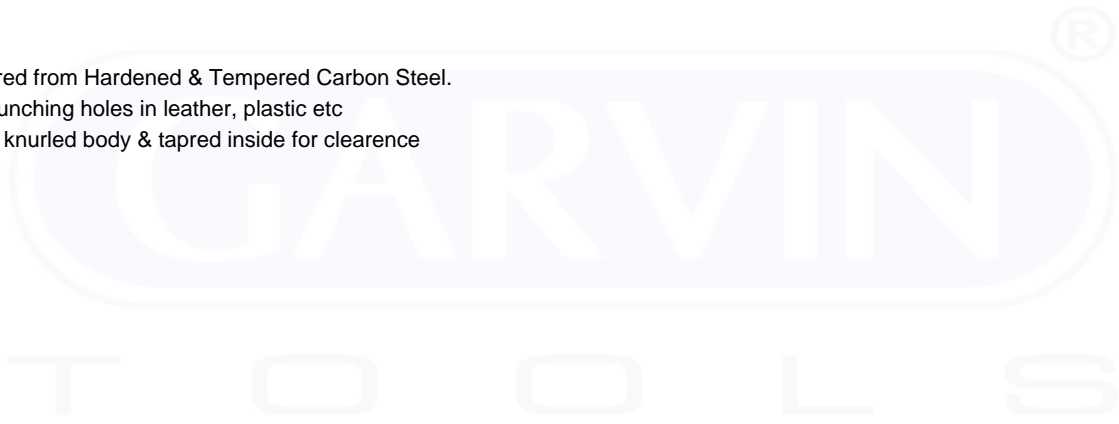 ®
red from Hardened & Tempered Carbon Steel.
unching holes in leather, plastic etc
knurled body & tapred inside for clearence
GARVIN
TOOLS